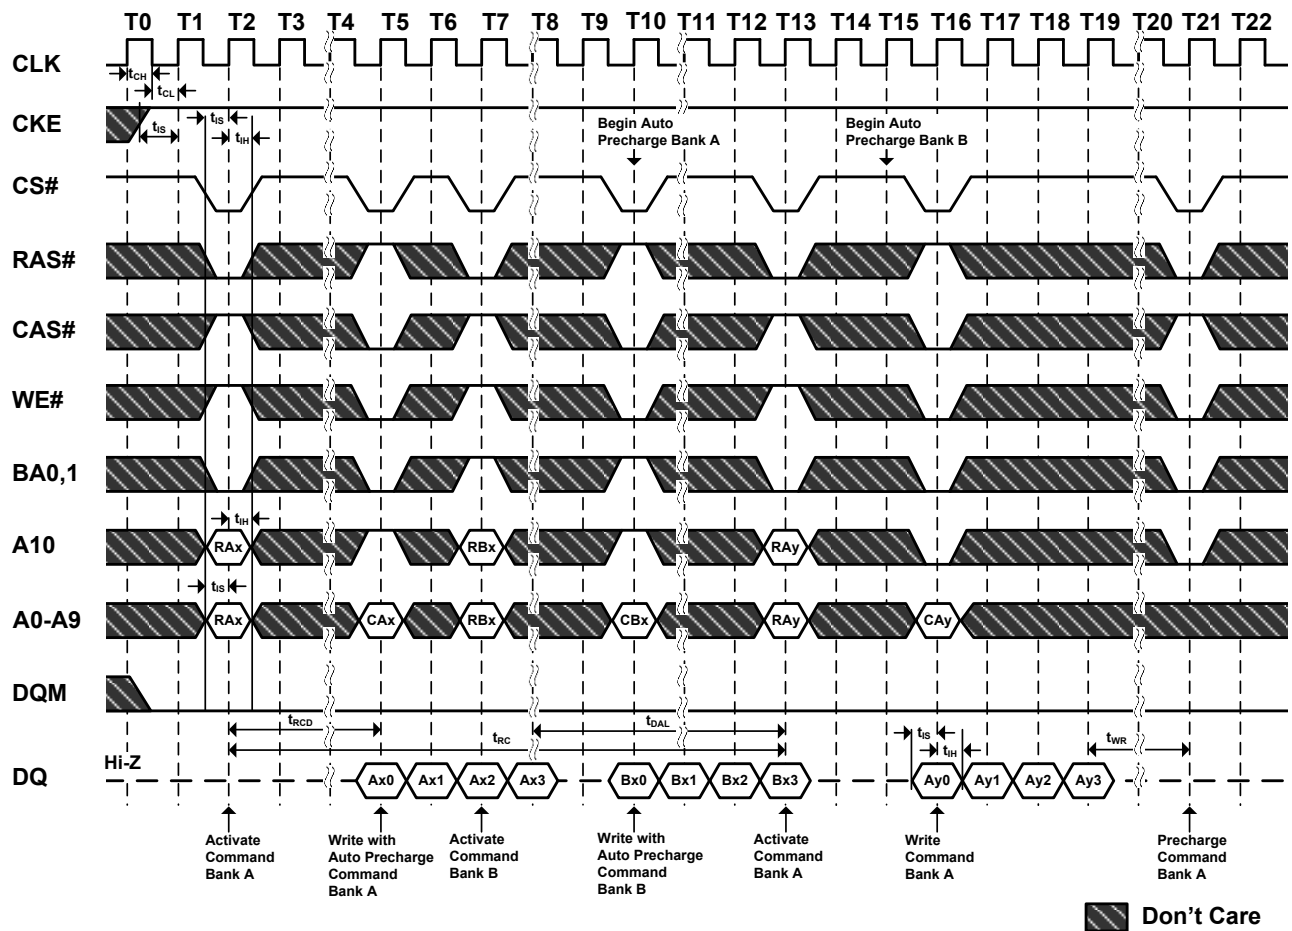 T0 T1 T2 T3 T4 T5 T6 T7 T8 T9 T10 T11 T12 T13 T14 T15 T16 T17 T18 T19 T20 T21 T22
CLK
tCH
tCL
CKE
tIS
tIS
tIH
Begin Auto
Precharge Bank A
Begin Auto
Precharge Bank B
CS#
RAS#
CAS#
WE#
BA0,1
tIH
A10
RAx RBx RAy
tIS
A0-A9
RAx CAx RBx CBx RAy CAy
DQM
tRCD
tDAL
tRC
tIS
tIH
tWR
Hi-Z
DQ
Ax0 Ax1 Ax2 Ax3 Bx0 Bx1 Bx2 Bx3 Ay0 Ay1 Ay2 Ay3
Activate
Command
Bank A
Write with
Auto Precharge
Command
Bank A
Activate
Command
Bank B
Write with
Auto Precharge
Command
Bank B
Activate
Command
Bank A
Write
Command
Bank A
Precharge
Command
Bank A
Don't Care